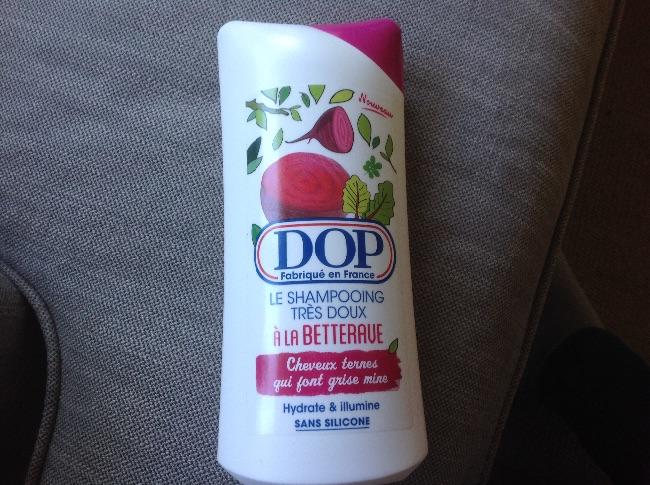 Nouveau
DOP
Fabriqué en France
LE SHAMPOOING
TRÈS DOUX
À LA BETTERAVE
Cheveux ternes
qui font grise mine
Hydrate & illumine
SANS SILICONE